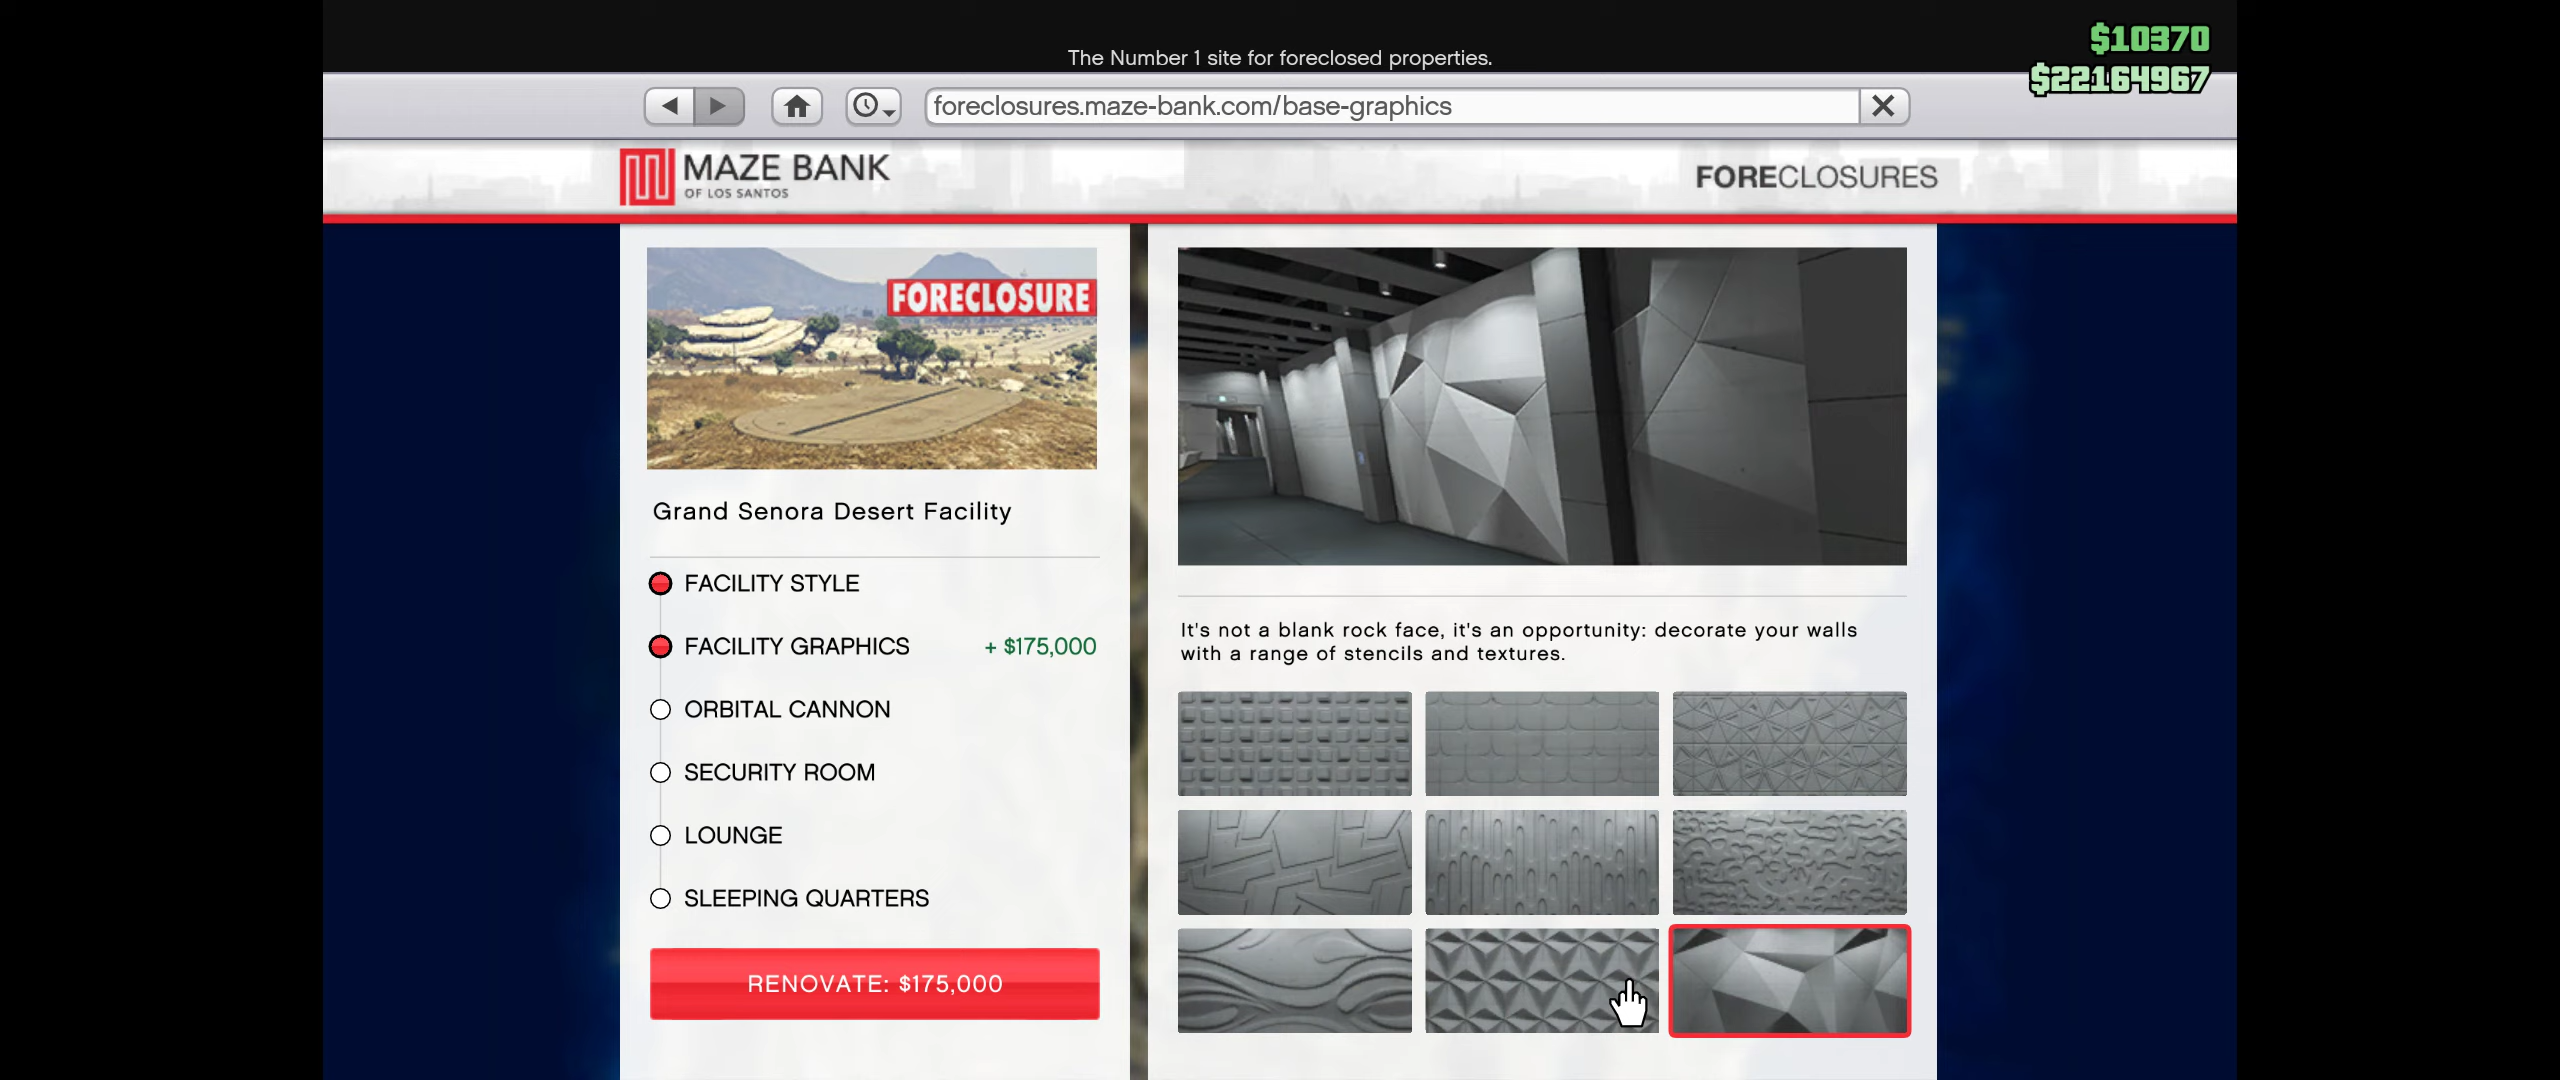 $10370
The Number 1 site for foreclosed properties.
$22164967
foreclosures.maze-bank.com/base-graphics
MAZE BANK
OF LOS SANTOS
FORECLOSURES
FORECLOSURE
Grand Senora Desert Facility
FACILITY STYLE
FACILITY GRAPHICS + $175,000
ORBITAL CANNON
SECURITY ROOM
LOUNGE
SLEEPING QUARTERS
RENOVATE: $175,000
It's not a blank rock face, it's an opportunity: decorate your walls
with a range of stencils and textures.